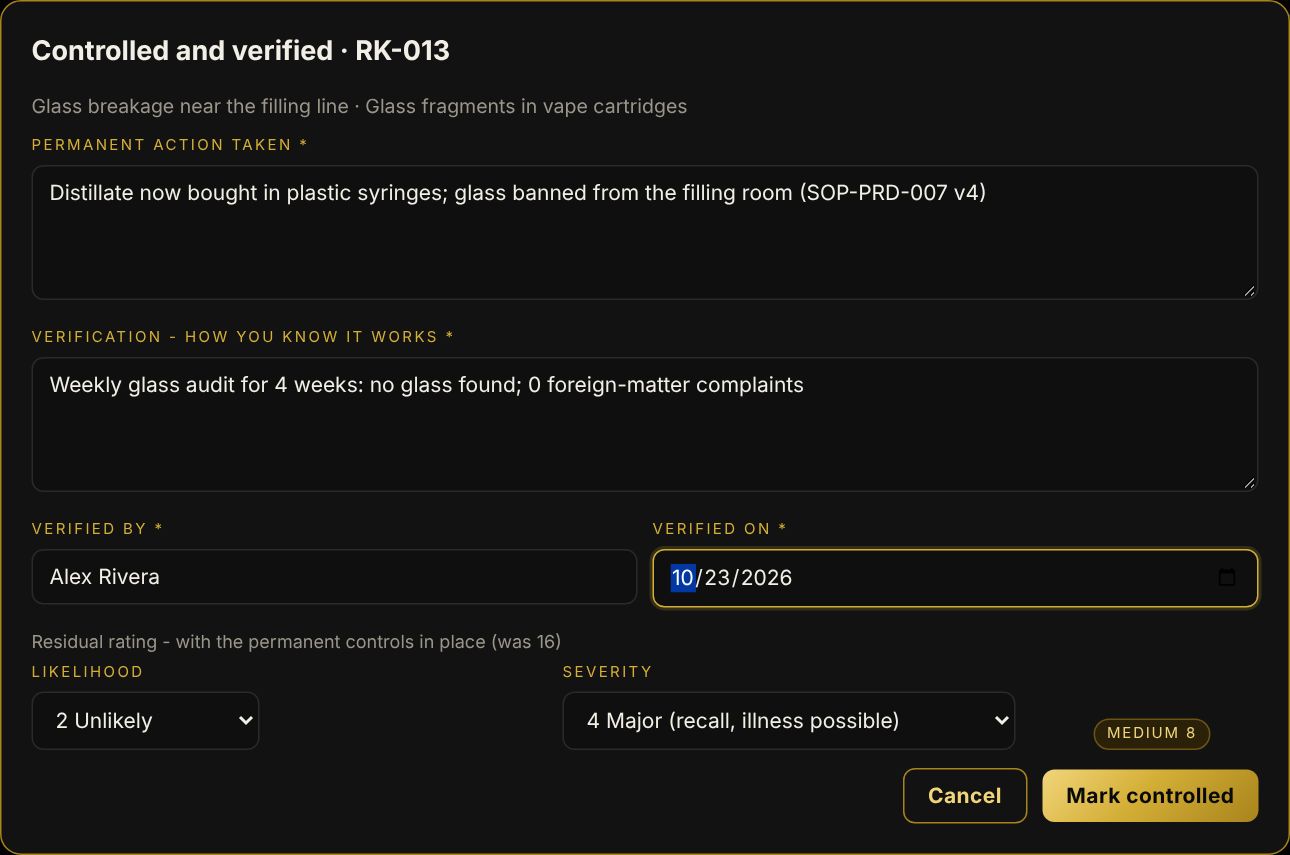 Controlled and verified · RK-013
Glass breakage near the filling line · Glass fragments in vape cartridges
PERMANENT ACTION TAKEN *
Distillate now bought in plastic syringes; glass banned from the filling room (SOP-PRD-007 v4)
VERIFICATION - HOW YOU KNOW IT WORKS *
Weekly glass audit for 4 weeks: no glass found; 0 foreign-matter complaints
VERIFIED BY *
VERIFIED ON *
Alex Rivera
10/23/2026
Residual rating - with the permanent controls in place (was 16)
LIKELIHOOD
SEVERITY
2 Unlikely
4 Major (recall, illness possible)
MEDIUM 8
Cancel
Mark controlled